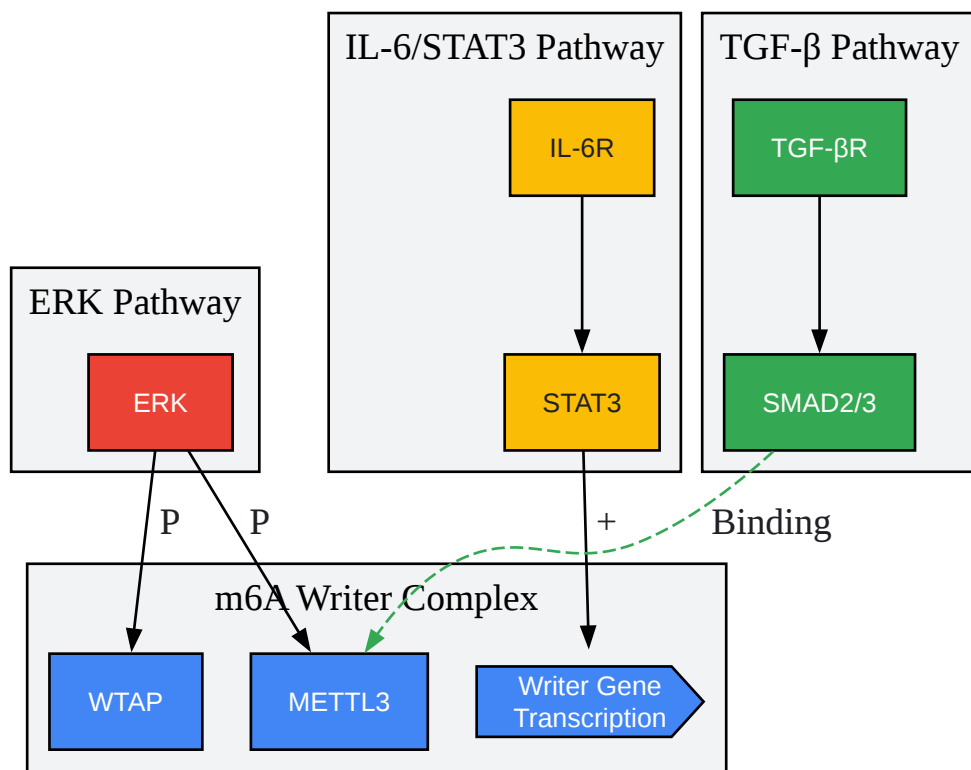 IL-6/STAT3 Pathway
TGF-β Pathway
IL-6R
TGF-βR
ERK Pathway
ERK
STAT3
SMAD2/3
P
P
+
Binding
m6A Writer Complex
WTAP
METTL3
Writer Gene
Transcription